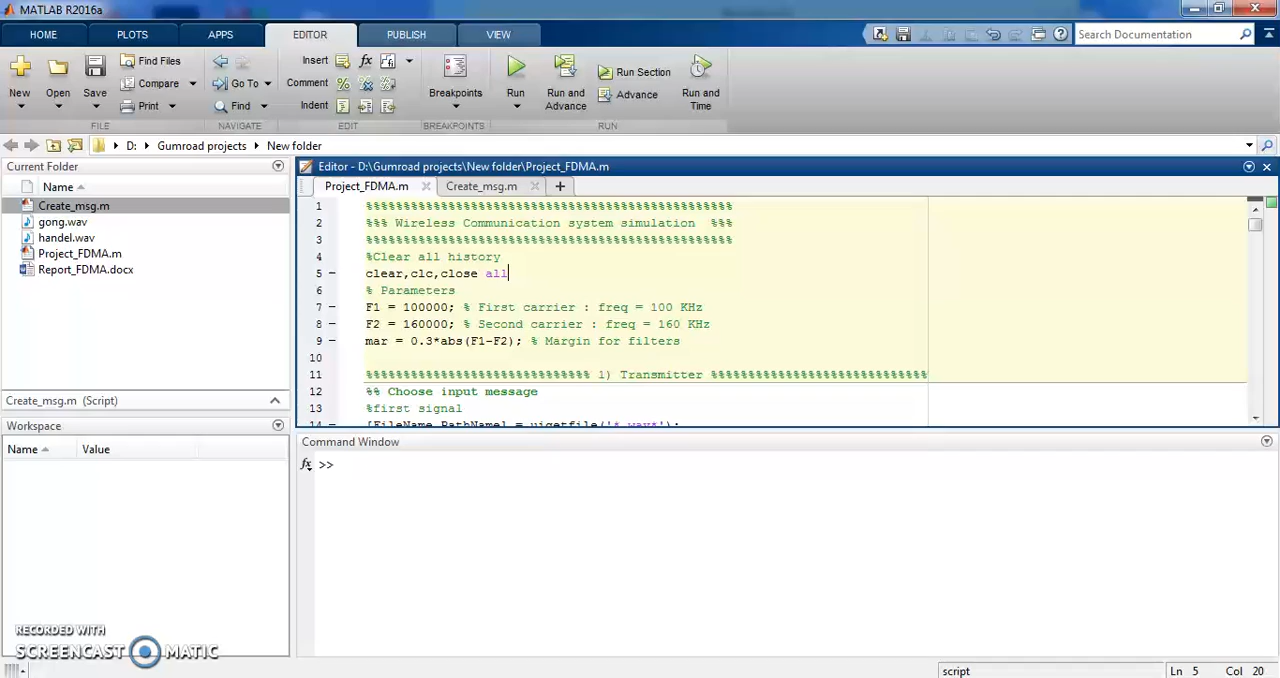 MATLAB R2016a
HOME PLOTS APPS EDITOR PUBLISH VIEW Search Documentation
Insert fx
Find Files
Compare
Print
Go To
Find
Comment
Indent
New Open Save
Breakpoints
Run
Run and Advance
Run Section
Advance
Run and Time
FILE NAVIGATE EDIT BREAKPOINTS RUN
D: Gumroad projects New folder
Current Folder
Name
Create_msg.m
gong.wav
handel.wav
Project_FDMA.m
Report_FDMA.docx
Create_msg.m (Script)
Workspace
Name Value
Editor - D:\Gumroad projects\New folder\Project_FDMA.m
Project_FDMA.m Create_msg.m
1 %%%%%%%%%%%%%%%%%%%%%%%%%%%%%%%%%%%%%%%%%%%%%%%%%
2 %%% Wireless Communication system simulation %%%
3 %%%%%%%%%%%%%%%%%%%%%%%%%%%%%%%%%%%%%%%%%%%%%%%%%
4 %Clear all history
5 – clear,clc,close all
6 % Parameters
7 – F1 = 100000; % First carrier : freq = 100 KHz
8 – F2 = 160000; % Second carrier : freq = 160 KHz
9 – mar = 0.3*abs(F1-F2); % Margin for filters
10
11 %%%%%%%%%%%%%%%%%%%%%%%%%%%%%% 1) Transmitter %%%%%%%%%%%%%%%%%%%%%%%%%%%%%
12 %% Choose input message
13 %first signal
14 – [FileName,PathName] = uigetfile('*.wav*');
Command Window
fx >>
RECORDED WITH
SCREENCAST MATIC
script Ln 5 Col 20